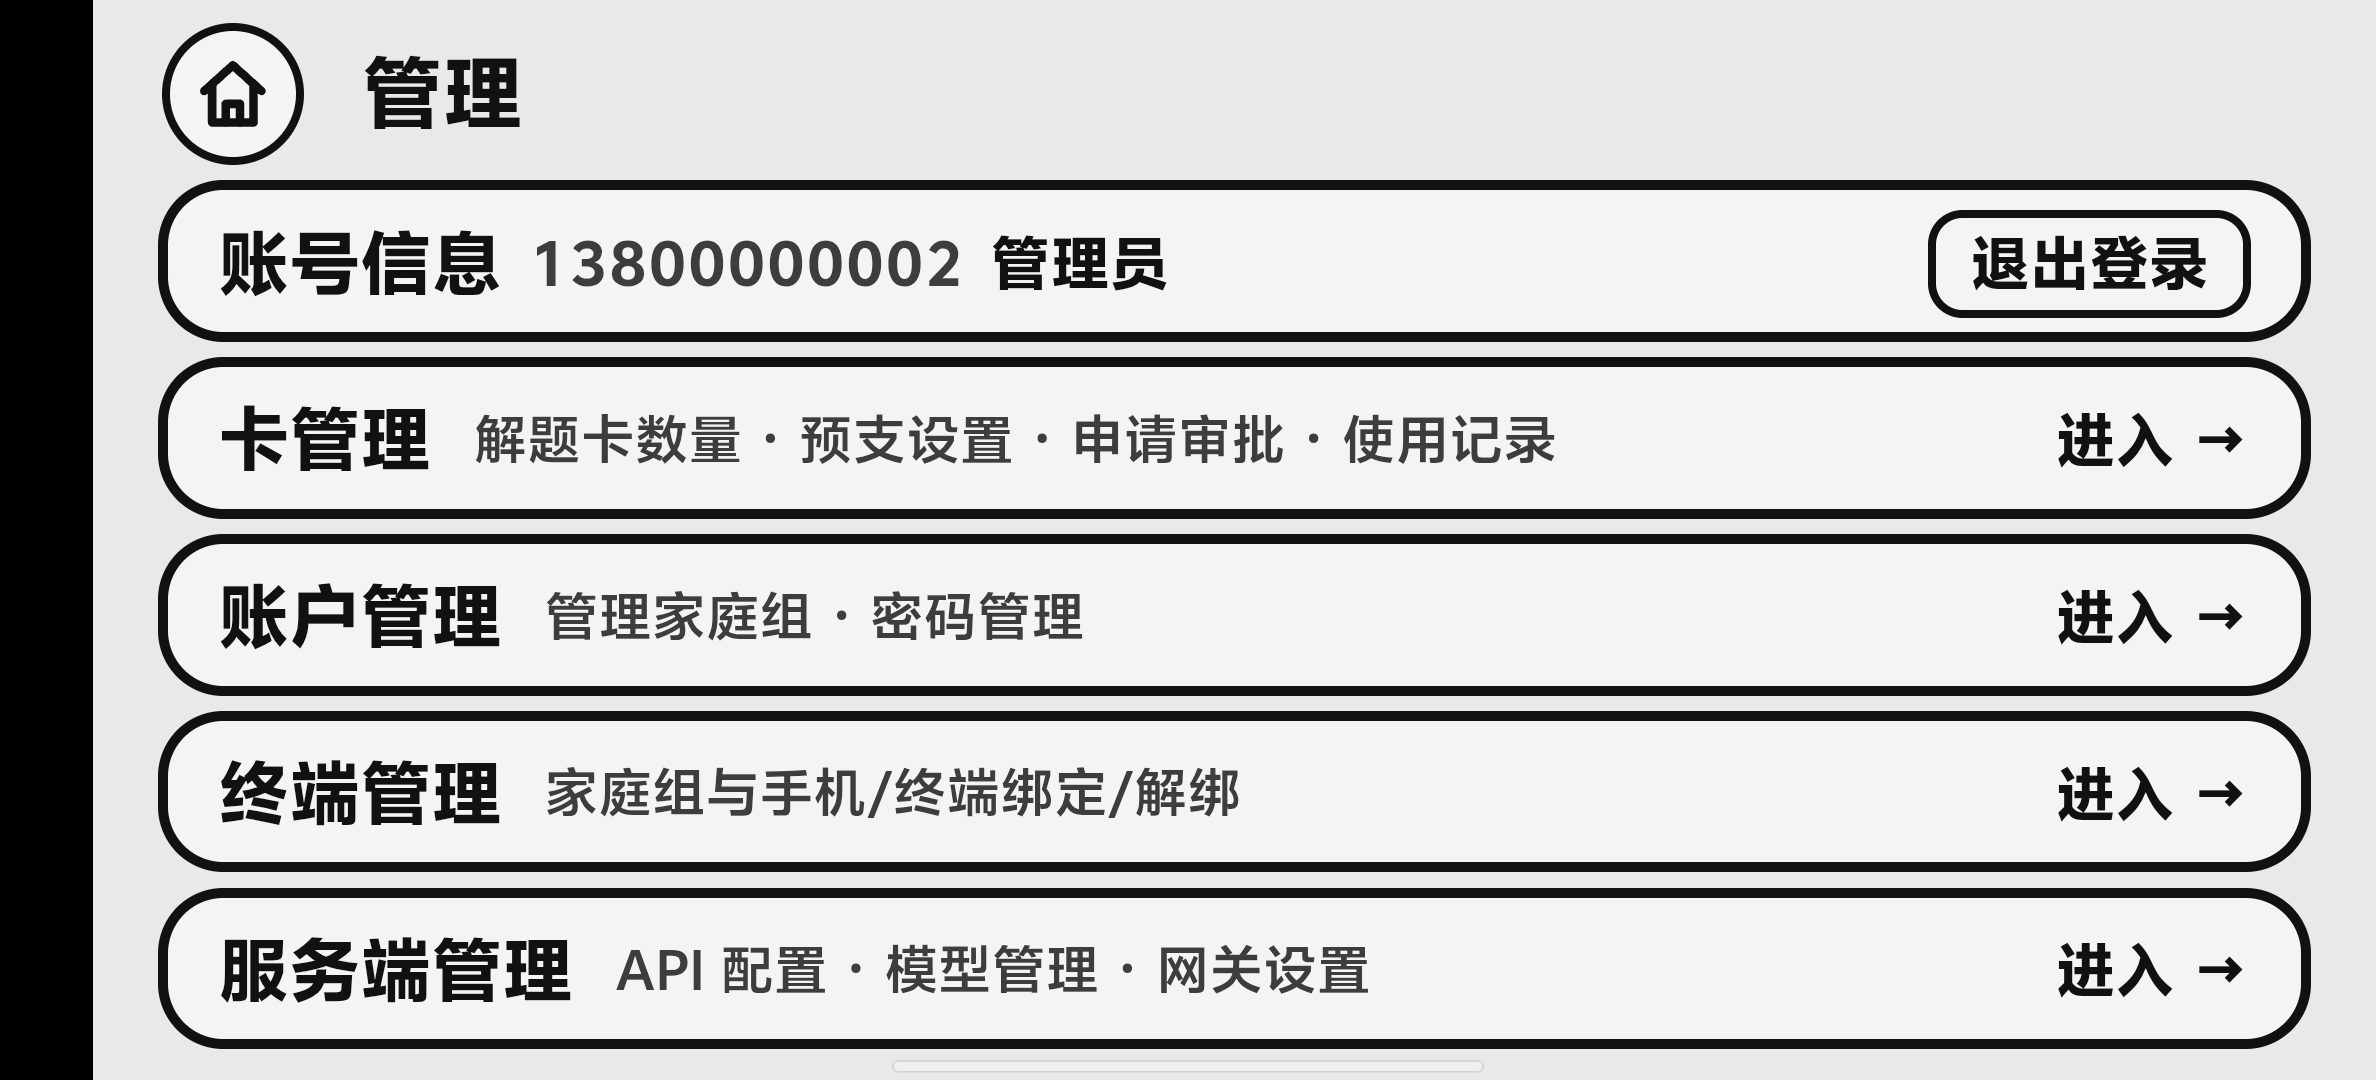 管理
账号信息 13800000002 管理员 退出登录
卡管理 解题卡数量 · 预支设置 · 申请审批 · 使用记录 进入 →
账户管理 管理家庭组 · 密码管理 进入 →
终端管理 家庭组与手机/终端绑定/解绑 进入 →
服务端管理 API 配置 · 模型管理 · 网关设置 进入 →